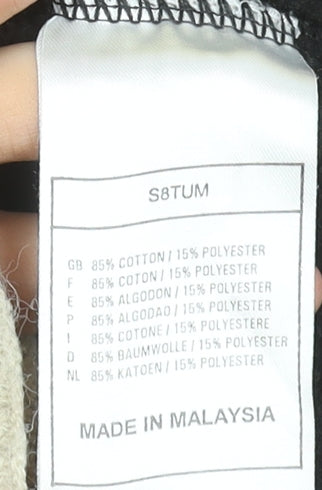 S8TUM
GB 85% COTTON / 15% POLYESTER
F 85% COTON / 15% POLYESTER
E 85% ALGODON / 15% POLYESTER
P 85% ALGODAO / 15% POLYESTER
I 85% COTONE / 15% POLYESTERE
D 85% BAUMWOLLE / 15% POLYESTER
NL 85% KATOEN / 15% POLYESTER
MADE IN MALAYSIA